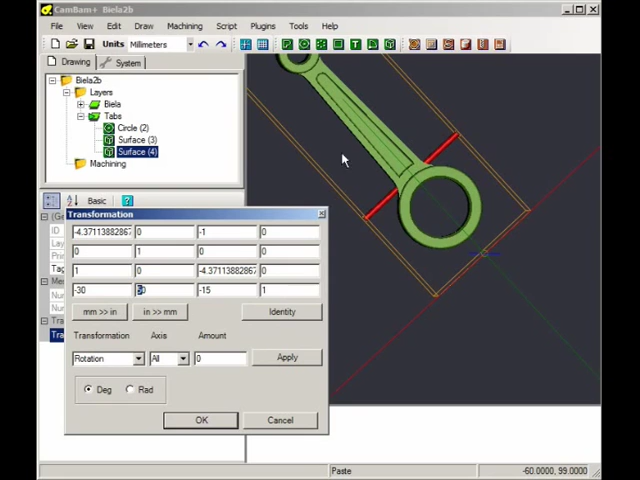 CamBam+ Biela2b
File View Edit Draw Machining Script Plugins Tools Help
Units Millimeters
Drawing System
Biela2b
Layers
Biela
Tabs
Circle (2)
Surface (3)
Surface (4)
Machining
Basic
Transformation
-4.37113882867 0 -1 0
0 1 0 0
1 0 -4.37113882867 0
-30 -15 1
mm >> in in >> mm Identity
Transformation Axis Amount
Rotation All 0 Apply
Deg Rad
OK Cancel
Paste -60.0000, 99.0000